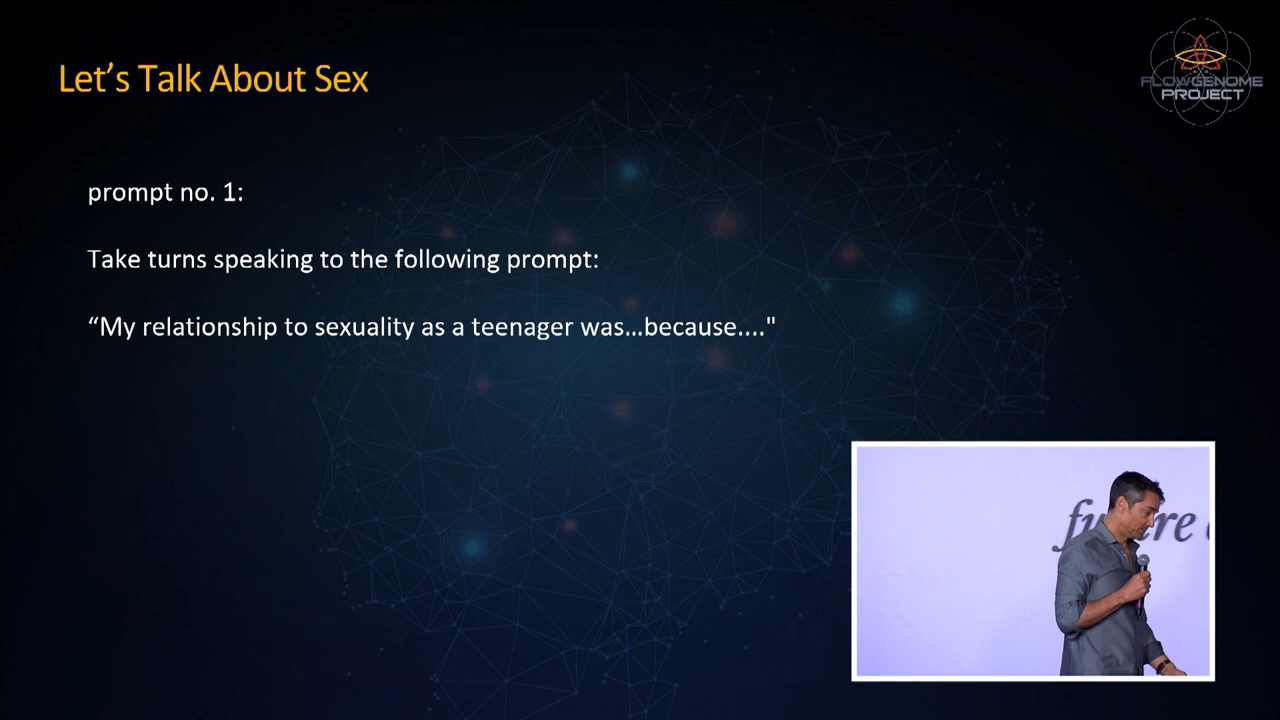 Let's Talk About Sex
FLOWGENOME
PROJECT
prompt no. 1:
Take turns speaking to the following prompt:
“My relationship to sexuality as a teenager was...because...."